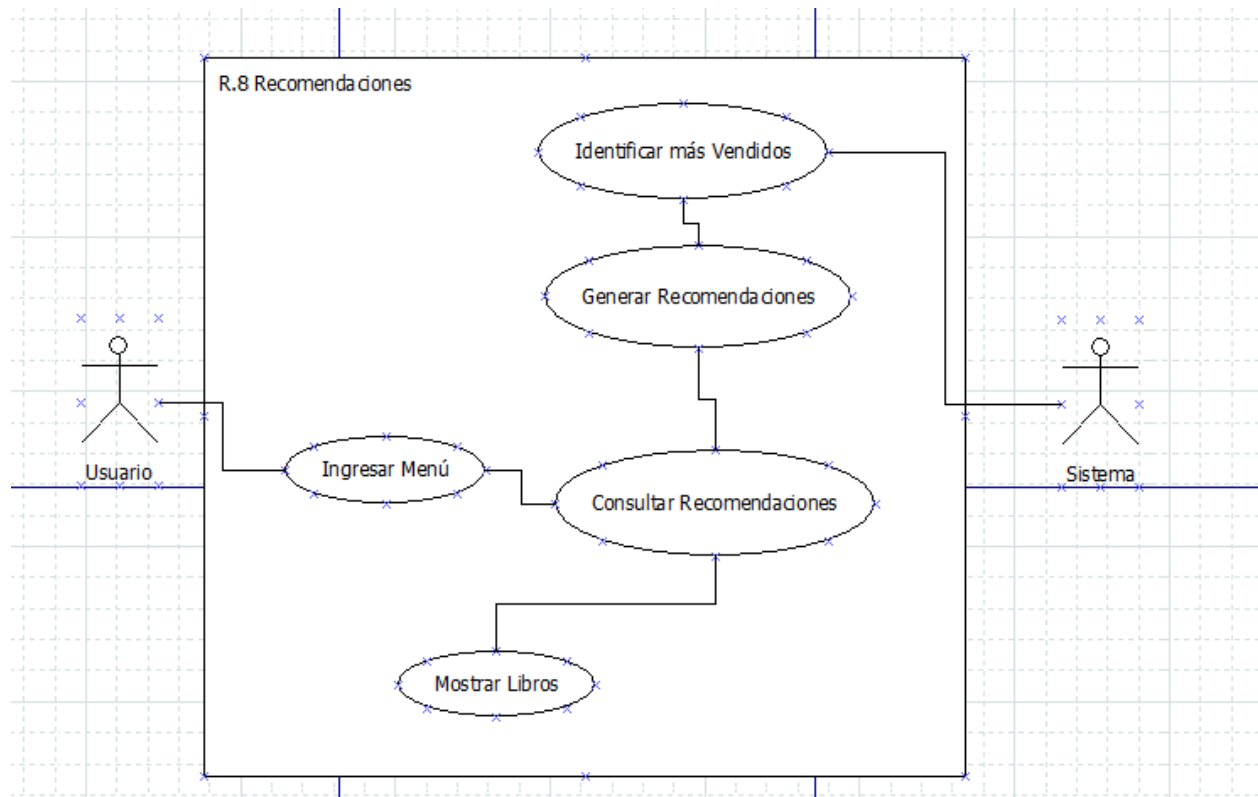 R.8 Recomendaciones
Identificar más Vendidos
Generar Recomendaciones
Usuario
Ingresar Menú
Consultar Recomendaciones
Sistema
Mostrar Libros